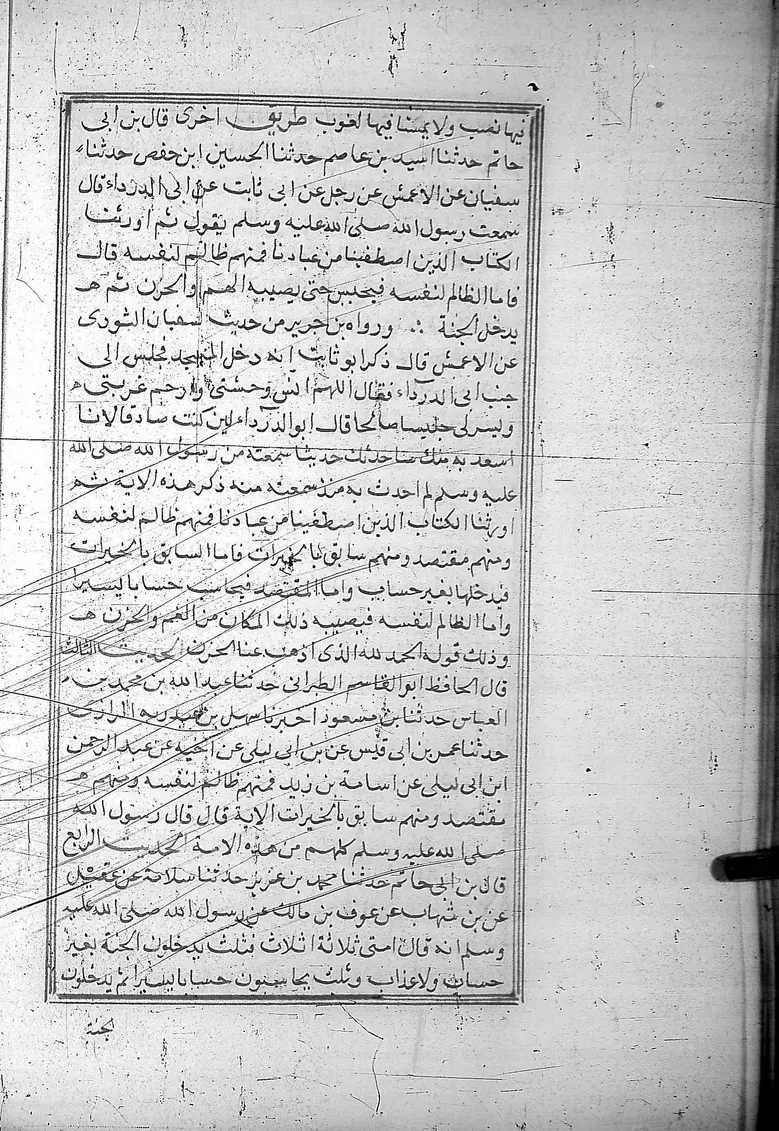 فيها نصب ولا يمسنا فيها لغوب طريق اخرى قال بن ابى
حاتم حدثنا اسيد بن عاصم حدثنا الحسين ابن حفص حدثنا
سفيان عن الاعمش عن رجل عن ابى ثابت عن ابى الدرداء قال
سمعت رسول الله صلى الله عليه وسلم يقول ثم اورثنا
الكتاب الذين اصطفينا من عبادنا فمنهم ظالم لنفسه قال
فاما الظالم لنفسه فيحبس حتى يصيبه الهم والحزن ثم
يدخل الجنة ∴ ورواه بن جرير من حديث سفيان الثورى
عن الاعمش قال ذكر ابو ثابت انه دخل المسجد فجلس الى
جنب ابى الدرداء فقال اللهم انس وحشتى وارحم غربتى
ويسر لى جليسا صالحا قال ابو الدرداء لين كنت صادقا لانا
اسعد به منك ساحدثك حديثا سمعته من رسول الله صلى الله
عليه وسلم لم احدث به منذ سمعته منه ذكر هذه الاية ثم
اورثنا الكتاب الذين اصطفينا من عبادنا فمنهم ظالم لنفسه
ومنهم مقتصد ومنهم سابق بالخيرات فاما السابق بالخيرات
فيدخلها بغير حساب واما المقتصد فيحاسب حسابا يسيرا
واما الظالم لنفسه فيصيبه ذلك المكان من الغم والحزن
وذلك قوله الحمد لله الذى اذهب عنا الحزن الحديث الثالث
قال الحافظ ابو القاسم الطبرانى حدثنا عبد الله بن محمد بن
العباس حدثنا بن مسعود اخبرنا سهل بن عبدربه الرازى
حدثنا عمر بن ابى قيس عن بن ابى ليلى عن اخيه عن عبد الرحمن
ابن ابى ليلى عن اسامة بن زيد فمنهم ظالم لنفسه ومنهم
مقتصد ومنهم سابق بالخيرات الاية قال قال رسول الله
صلى الله عليه وسلم كلهم من هذه الامة الحديث الرابع
قال بن ابى حاتم حدثنا محمد بن عزيز حدثنا سلامة عن عقيل
عن بن شهاب عن عوف بن مالك عن رسول الله صلى الله عليه
وسلم انه قال امتى ثلاثة اثلاث فثلث يدخلون الجنة بغير
حساب ولا عذاب وثلث يحاسبون حسابا يسيرا ثم يدخلون
الجنة